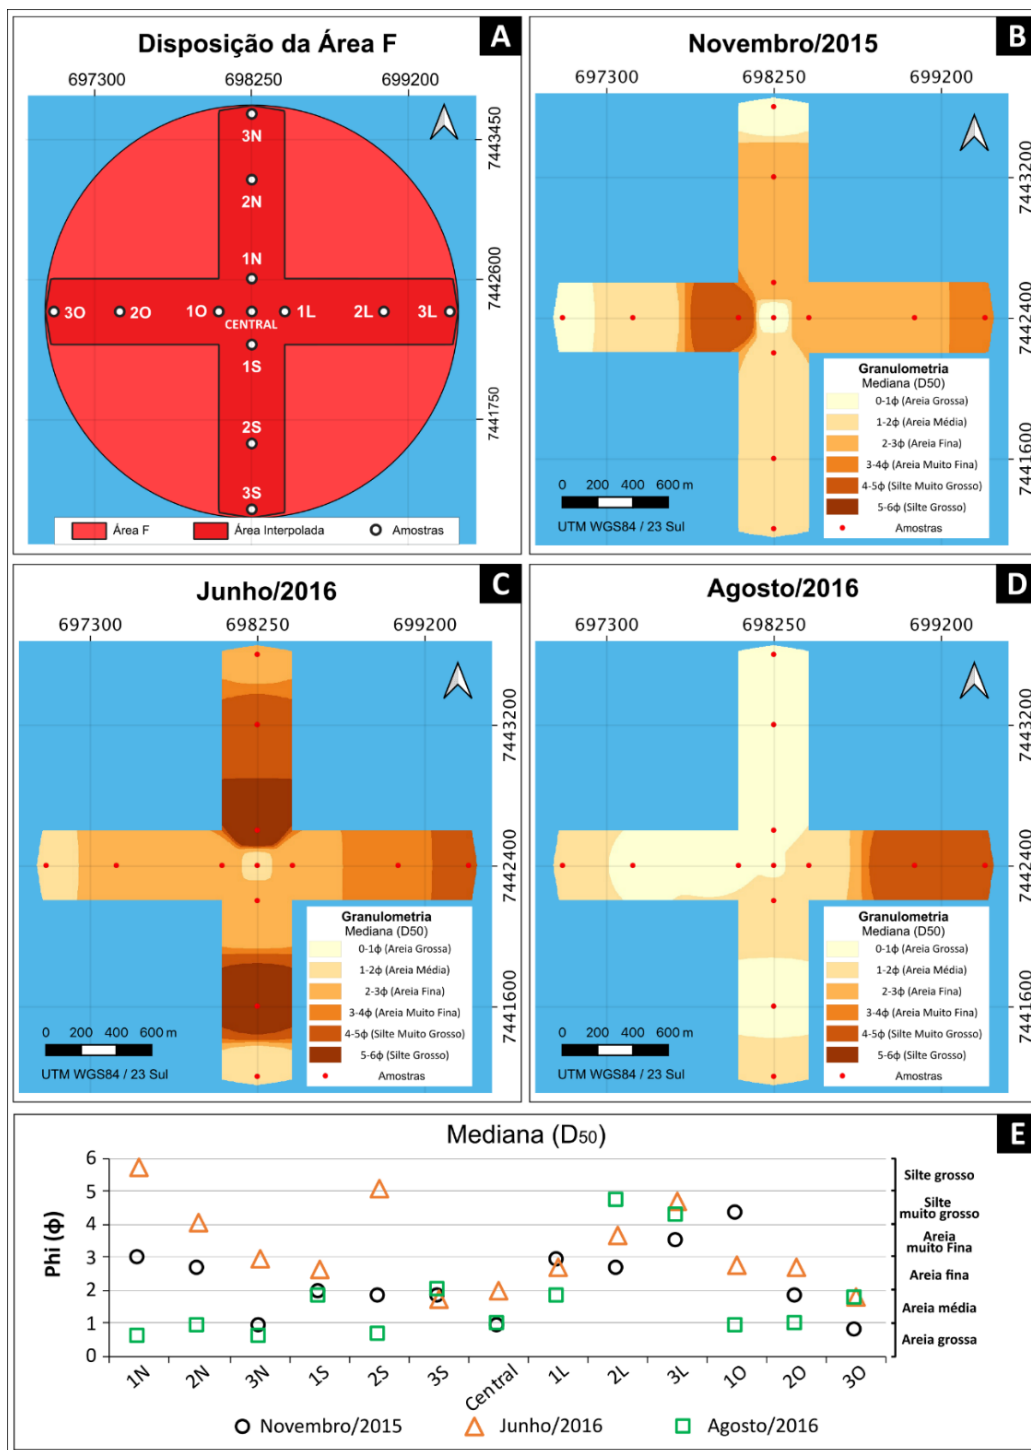 Disposição da Área F
A
697300 698250 699200
7443450
7442600
7441750
3N
2N
1N
3O 2O 1O CENTRAL 1L 2L 3L
1S
2S
3S
Área F Área Interpolada Amostras
Novembro/2015
B
697300 698250 699200
7443200
7442400
7441600
Granulometria
Mediana (D50)
0-1ϕ (Areia Grossa)
1-2ϕ (Areia Média)
2-3ϕ (Areia Fina)
3-4ϕ (Areia Muito Fina)
4-5ϕ (Silte Muito Grosso)
5-6ϕ (Silte Grosso)
Amostras
0 200 400 600 m
UTM WGS84 / 23 Sul
Junho/2016
C
697300 698250 699200
7443200
7442400
7441600
Granulometria
Mediana (D50)
0-1ϕ (Areia Grossa)
1-2ϕ (Areia Média)
2-3ϕ (Areia Fina)
3-4ϕ (Areia Muito Fina)
4-5ϕ (Silte Muito Grosso)
5-6ϕ (Silte Grosso)
Amostras
0 200 400 600 m
UTM WGS84 / 23 Sul
Agosto/2016
D
697300 698250 699200
7443200
7442400
7441600
Granulometria
Mediana (D50)
0-1ϕ (Areia Grossa)
1-2ϕ (Areia Média)
2-3ϕ (Areia Fina)
3-4ϕ (Areia Muito Fina)
4-5ϕ (Silte Muito Grosso)
5-6ϕ (Silte Grosso)
Amostras
0 200 400 600 m
UTM WGS84 / 23 Sul
Mediana (D50)
E
Phi (ϕ)
6
5
4
3
2
1
0
Silte grosso
Silte
muito grosso
Areia
muito Fina
Areia fina
Areia média
Areia grossa
1N 2N 3N 1S 2S 3S Central 1L 2L 3L 1O 2O 3O
Novembro/2015 Junho/2016 Agosto/2016